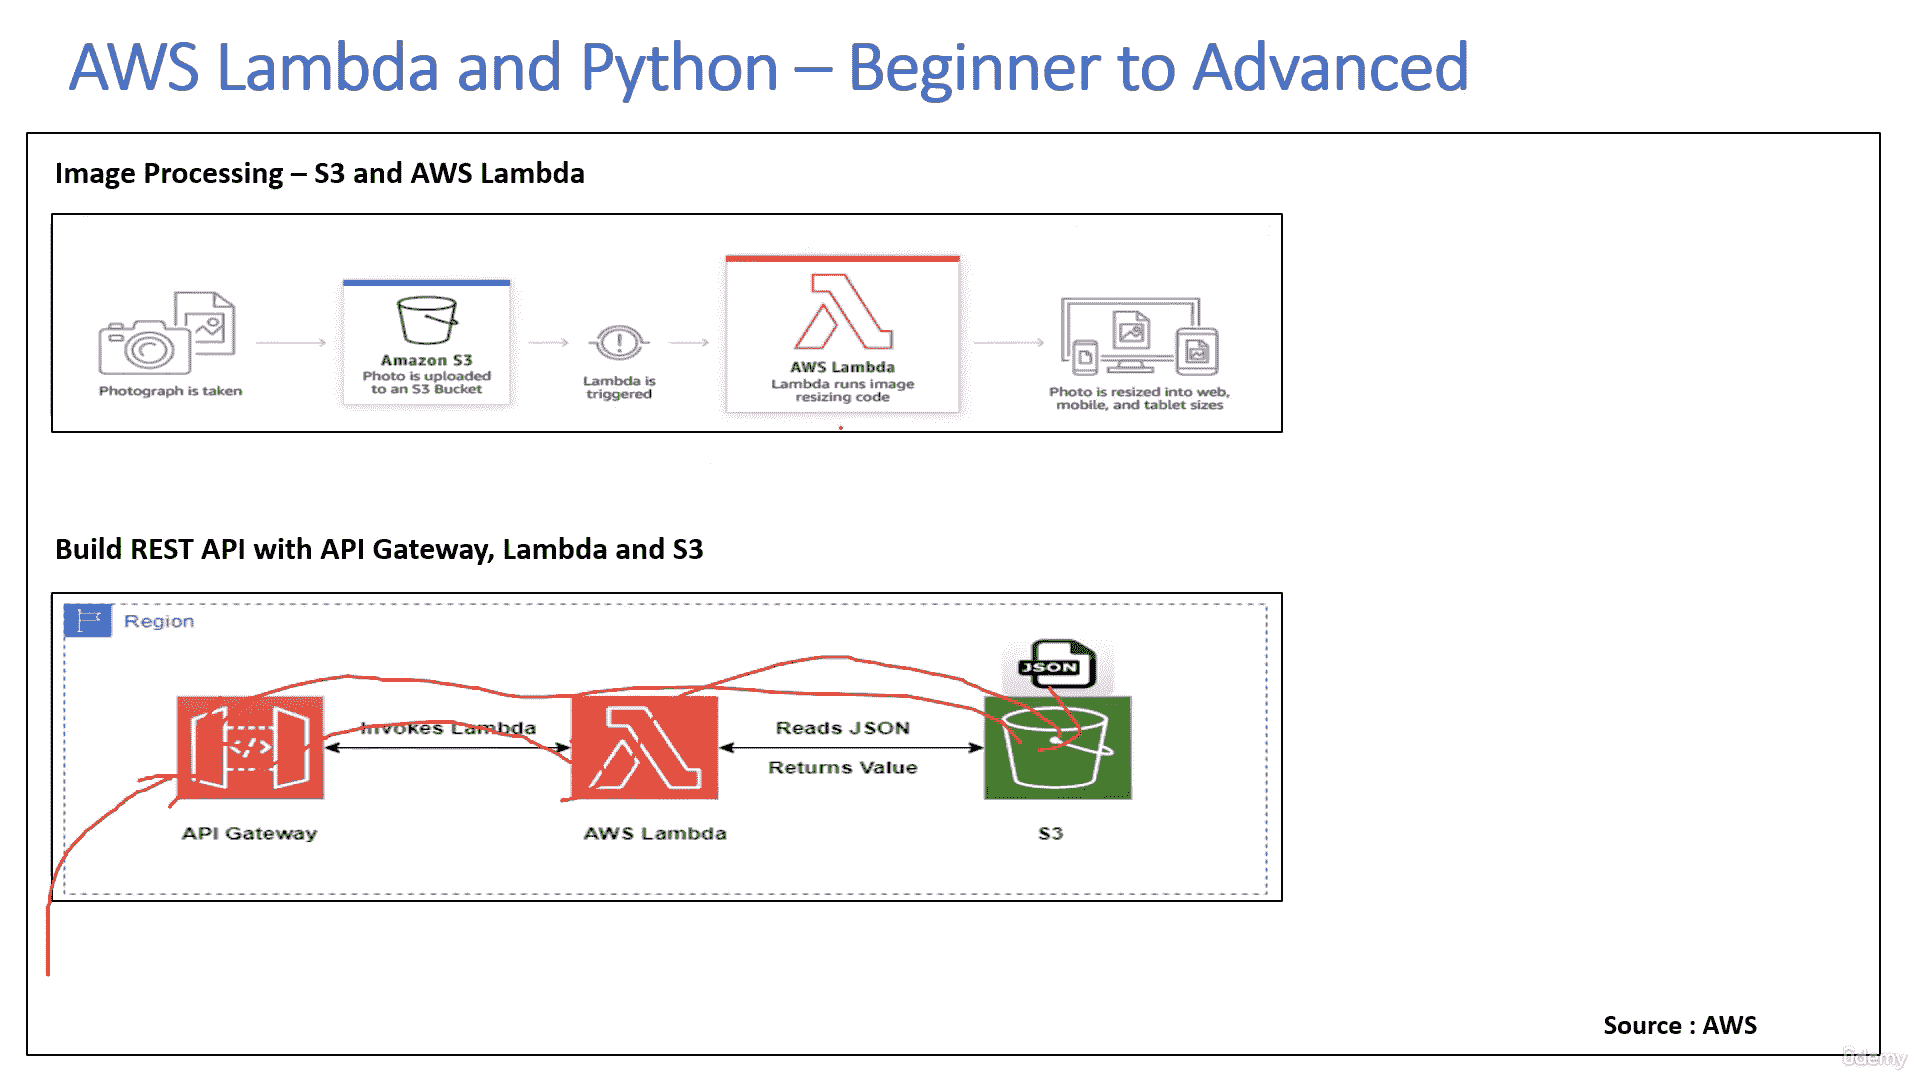 AWS Lambda and Python – Beginner to Advanced
Image Processing – S3 and AWS Lambda
Photograph is taken
Amazon S3
Photo is uploaded
to an S3 Bucket
Lambda is
triggered
AWS Lambda
Lambda runs image
resizing code
Photo is resized into web,
mobile, and tablet sizes
Build REST API with API Gateway, Lambda and S3
Region
JSON
Invokes Lambda
Reads JSON
Returns Value
</>
API Gateway
AWS Lambda
S3
Source : AWS
ûdemy